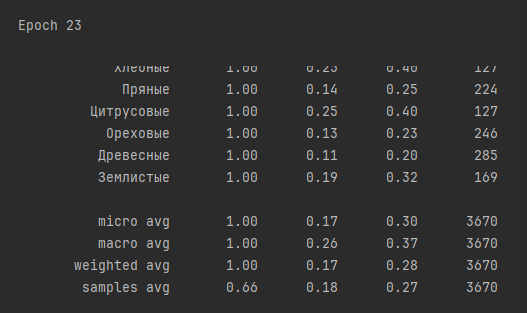 Epoch 23
Хлебные 1.00 0.25 0.40 127
Пряные 1.00 0.14 0.25 224
Цитрусовые 1.00 0.25 0.40 127
Ореховые 1.00 0.13 0.23 246
Древесные 1.00 0.11 0.20 285
Землистые 1.00 0.19 0.32 169
micro avg 1.00 0.17 0.30 3670
macro avg 1.00 0.26 0.37 3670
weighted avg 1.00 0.17 0.28 3670
samples avg 0.66 0.18 0.27 3670